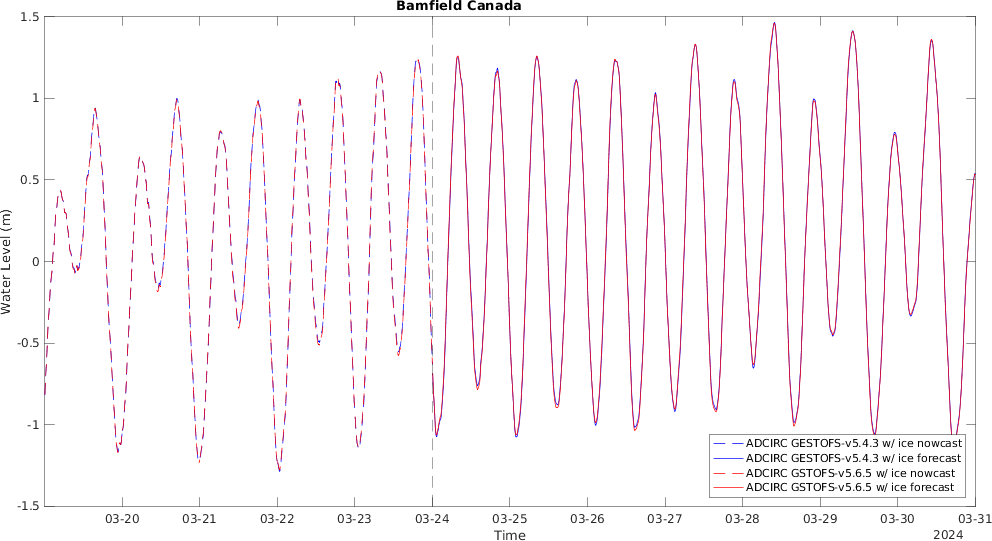 Bamfield Canada
1.5
1
0.5
0
-0.5
-1
-1.5
Water Level (m)
03-20 03-21 03-22 03-23 03-24 03-25 03-26 03-27 03-28 03-29 03-30 03-31
Time
2024
ADCIRC GESTOFS-v5.4.3 w/ ice nowcast
ADCIRC GESTOFS-v5.4.3 w/ ice forecast
ADCIRC GSTOFS-v5.6.5 w/ ice nowcast
ADCIRC GSTOFS-v5.6.5 w/ ice forecast